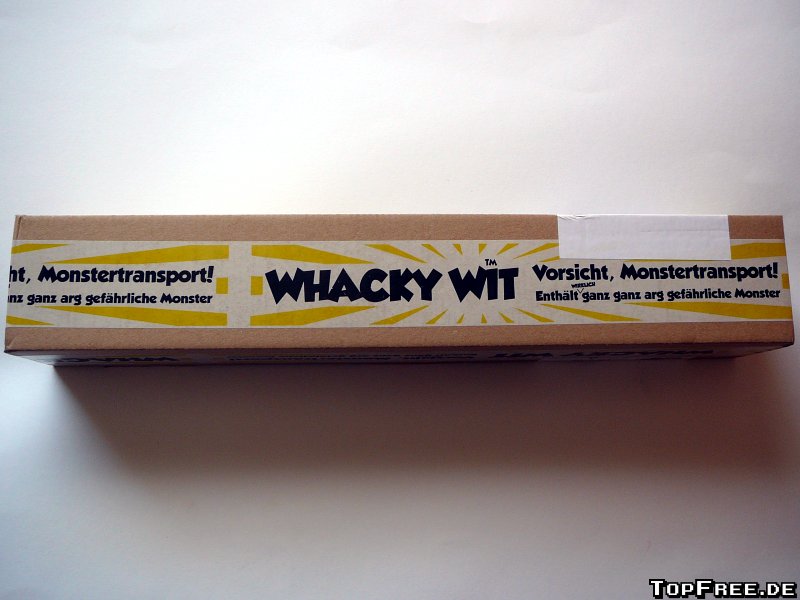 ht, Monstertransport!
nz ganz arg gefährliche Monster
WHACKY WIT™
Vorsicht, Monstertransport!
WIRKLICH
Enthält ganz ganz arg gefährliche Monster
TOPFREE.DE